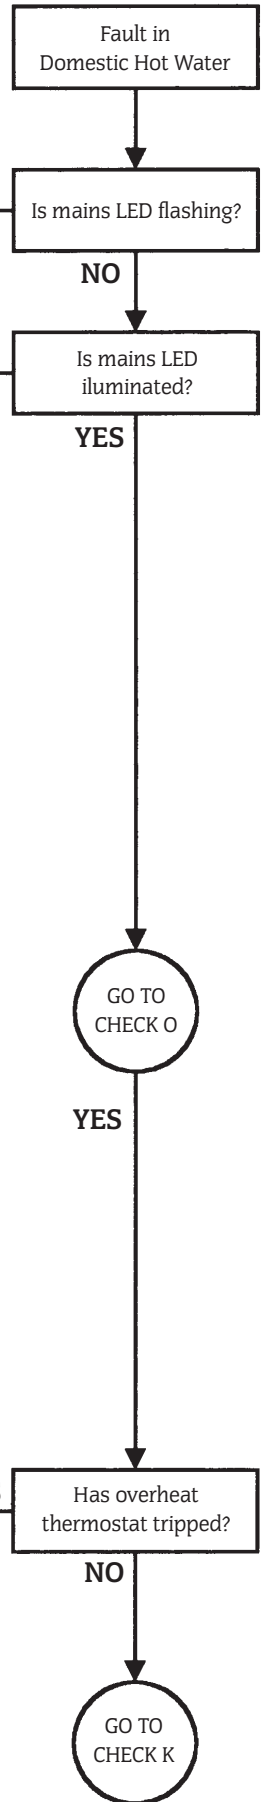 Fault in
Domestic Hot Water
Is mains LED flashing?
NO
Is mains LED
iluminated?
YES
GO TO
CHECK O
YES
Has overheat
thermostat tripped?
NO
GO TO
CHECK K